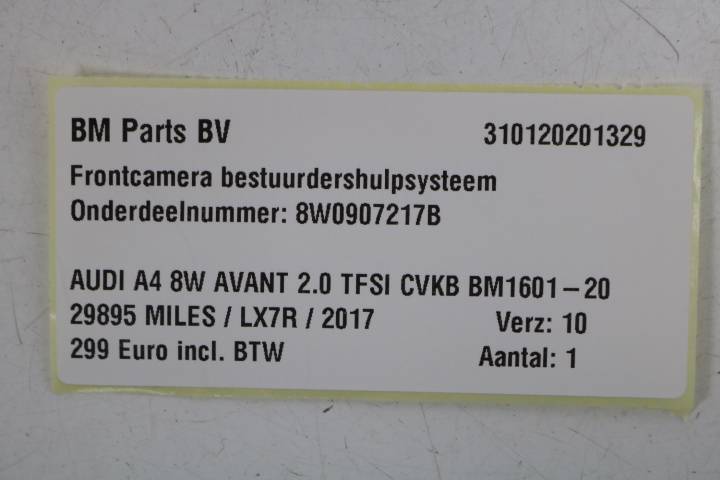 BM Parts BV 310120201329
Frontcamera bestuurdershulpsysteem
Onderdeelnummer: 8W0907217B
AUDI A4 8W AVANT 2.0 TFSI CVKB BM1601-20
29895 MILES / LX7R / 2017 Verz: 10
299 Euro incl. BTW Aantal: 1